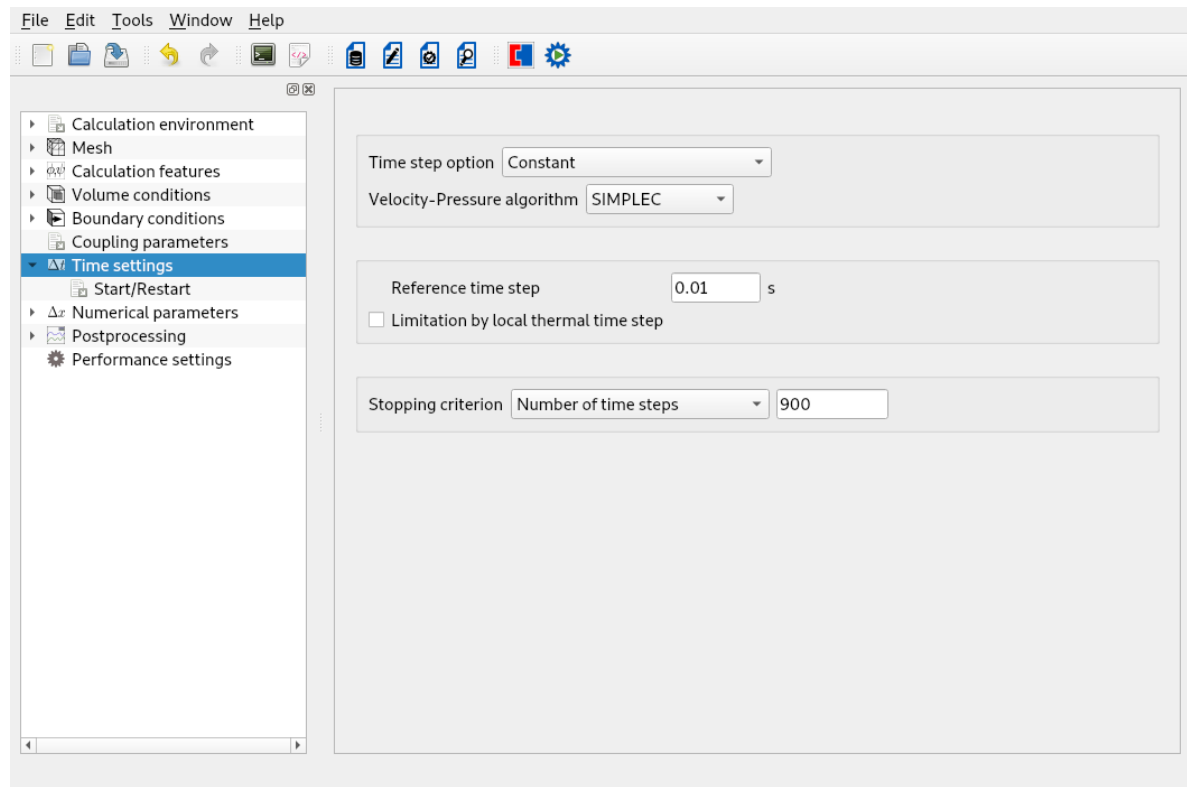 File Edit Tools Window Help
Calculation environment
Mesh
Calculation features
Volume conditions
Boundary conditions
Coupling parameters
Time settings
Start/Restart
Δx Numerical parameters
Postprocessing
Performance settings
Time step option Constant
Velocity-Pressure algorithm SIMPLEC
Reference time step 0.01 s
Limitation by local thermal time step
Stopping criterion Number of time steps 900